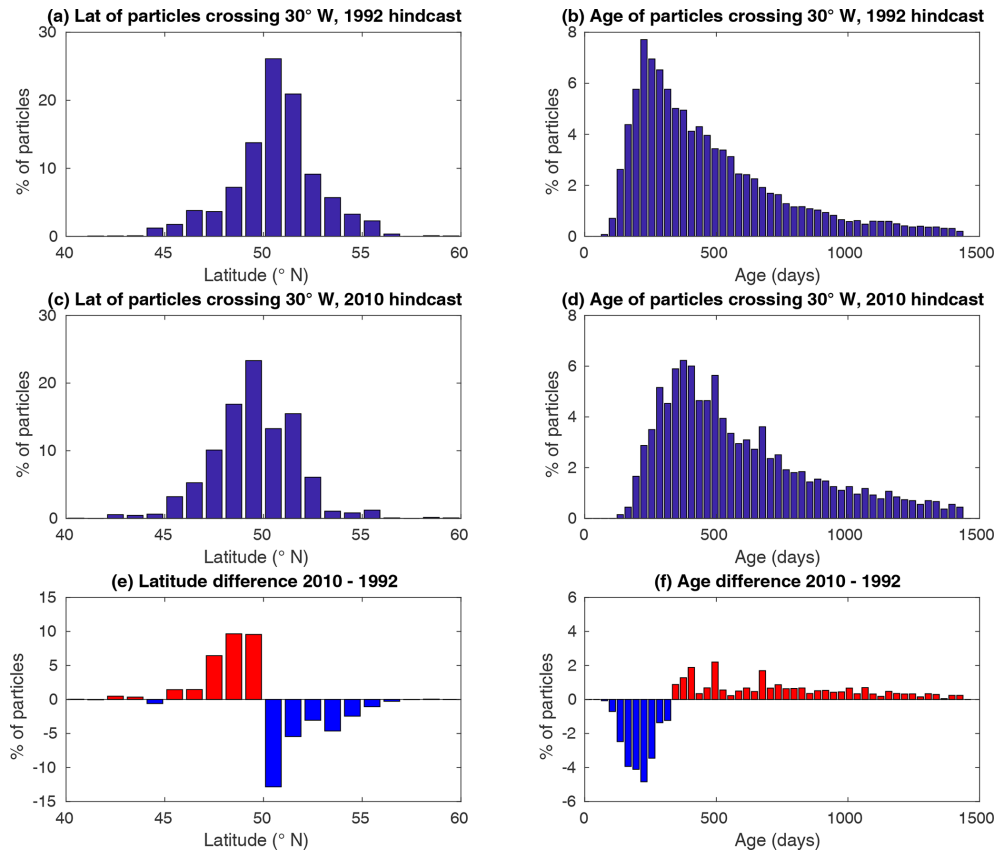 (a) Lat of particles crossing 30° W, 1992 hindcast
30
20
10
0
% of particles
40 45 50 55 60
Latitude (° N)
(b) Age of particles crossing 30° W, 1992 hindcast
8
6
4
2
0
% of particles
0 500 1000 1500
Age (days)
(c) Lat of particles crossing 30° W, 2010 hindcast
30
20
10
0
% of particles
40 45 50 55 60
Latitude (° N)
(d) Age of particles crossing 30° W, 2010 hindcast
8
6
4
2
0
% of particles
0 500 1000 1500
Age (days)
(e) Latitude difference 2010 - 1992
15
10
5
0
-5
-10
-15
% of particles
40 45 50 55 60
Latitude (° N)
(f) Age difference 2010 - 1992
6
4
2
0
-2
-4
-6
% of particles
0 500 1000 1500
Age (days)